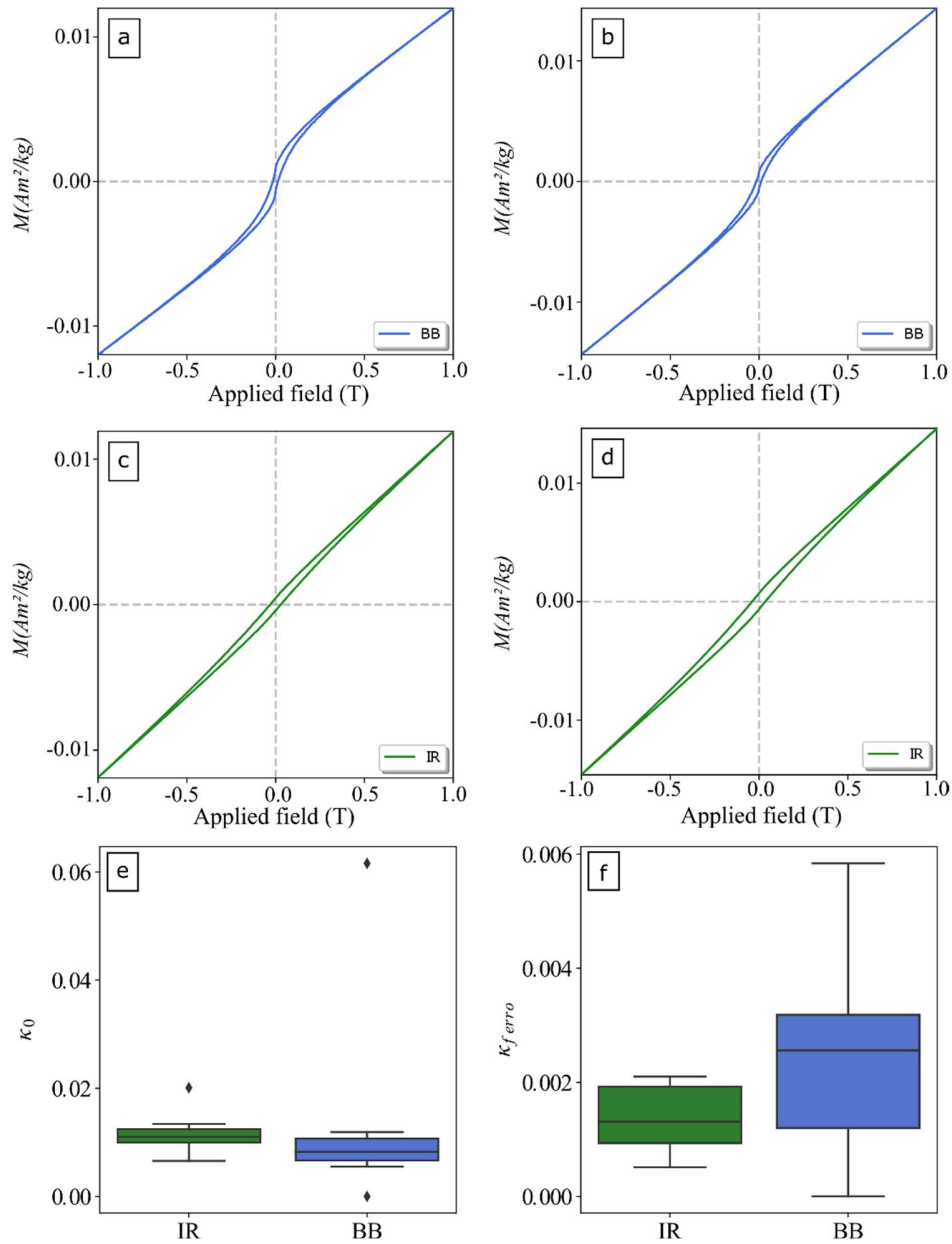 a
b
0.01
0.00
-0.01
M(Am²/kg)
BB
-1.0 -0.5 0.0 0.5 1.0
Applied field (T)
0.01
0.00
-0.01
M(Am²/kg)
BB
-1.0 -0.5 0.0 0.5 1.0
Applied field (T)
c
d
0.01
0.00
-0.01
M(Am²/kg)
IR
-1.0 -0.5 0.0 0.5 1.0
Applied field (T)
0.01
0.00
-0.01
M(Am²/kg)
IR
-1.0 -0.5 0.0 0.5 1.0
Applied field (T)
e
0.06
0.04
0.02
0.00
κ₀
IR BB
f
0.006
0.004
0.002
0.000
κferro
IR BB